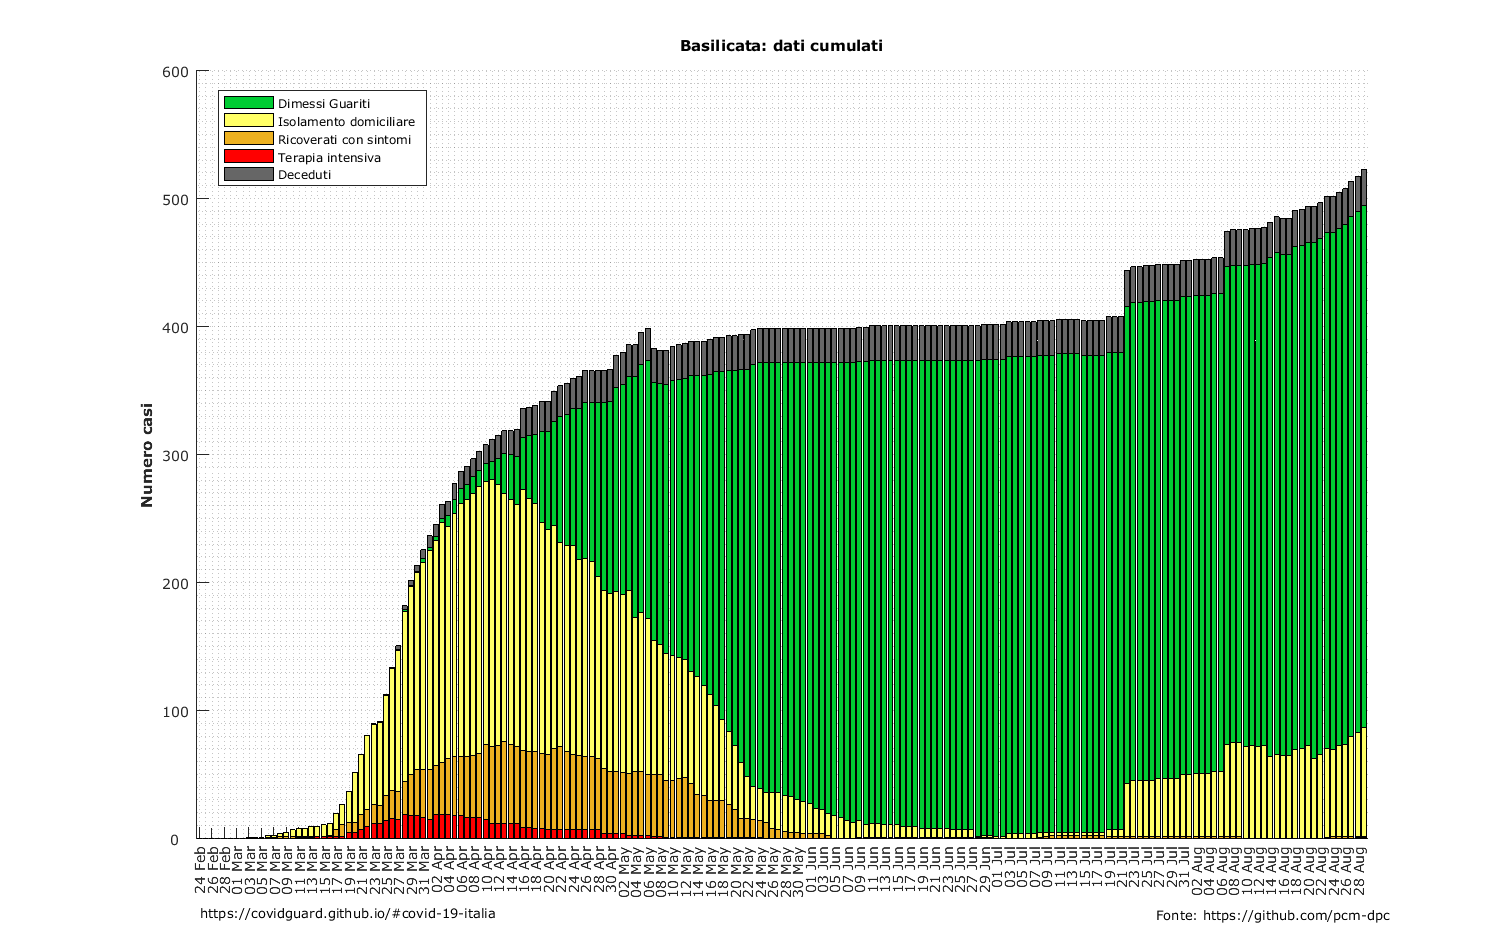 Basilicata: dati cumulati
600
500
400
300
200
100
0
Numero casi
Dimessi Guariti
Isolamento domiciliare
Ricoverati con sintomi
Terapia intensiva
Deceduti
24 Feb
26 Feb
28 Feb
01 Mar
03 Mar
05 Mar
07 Mar
09 Mar
11 Mar
13 Mar
15 Mar
17 Mar
19 Mar
21 Mar
23 Mar
25 Mar
27 Mar
29 Mar
31 Mar
02 Apr
04 Apr
06 Apr
08 Apr
10 Apr
12 Apr
14 Apr
16 Apr
18 Apr
20 Apr
22 Apr
24 Apr
26 Apr
28 Apr
30 Apr
02 May
04 May
06 May
08 May
10 May
12 May
14 May
16 May
18 May
20 May
22 May
24 May
26 May
28 May
30 May
01 Jun
03 Jun
05 Jun
07 Jun
09 Jun
11 Jun
13 Jun
15 Jun
17 Jun
19 Jun
21 Jun
23 Jun
25 Jun
27 Jun
29 Jun
01 Jul
03 Jul
05 Jul
07 Jul
09 Jul
11 Jul
13 Jul
15 Jul
17 Jul
19 Jul
21 Jul
23 Jul
25 Jul
27 Jul
29 Jul
31 Jul
02 Aug
04 Aug
06 Aug
08 Aug
10 Aug
12 Aug
14 Aug
16 Aug
18 Aug
20 Aug
22 Aug
24 Aug
26 Aug
28 Aug
https://covidguard.github.io/#covid-19-italia
Fonte: https://github.com/pcm-dpc